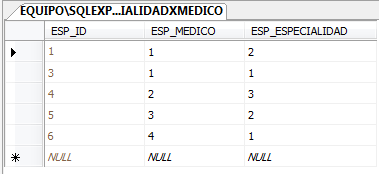 EQUIPO\SQLEXP...IALIDADXMEDICO
ESP_ID ESP_MEDICO ESP_ESPECIALIDAD
1 1 2
3 1 1
4 2 3
5 3 2
6 4 1
NULL NULL NULL